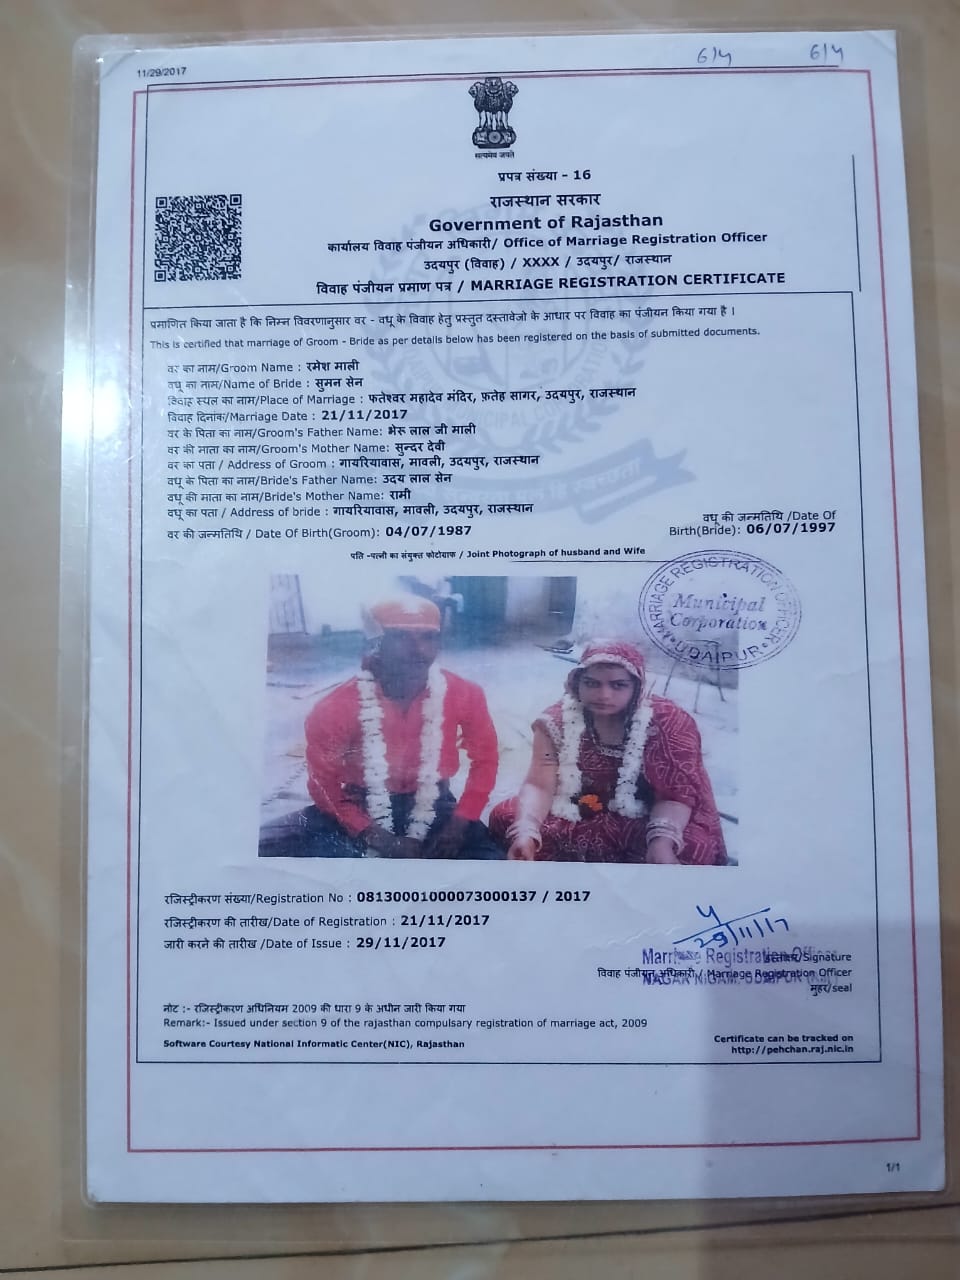 6/4 6/4
11/29/2017
सत्यमेव जयते
प्रपत्र संख्या - 16
राजस्थान सरकार
Government of Rajasthan
कार्यालय विवाह पंजीयन अधिकारी/ Office of Marriage Registration Officer
उदयपुर (विवाह) / XXXX / उदयपुर/ राजस्थान
विवाह पंजीयन प्रमाण पत्र / MARRIAGE REGISTRATION CERTIFICATE
प्रमाणित किया जाता है कि निम्न विवरणानुसार वर - वधू के विवाह हेतु प्रस्तुत दस्तावेजो के आधार पर विवाह का पंजीयन किया गया है ।
This is certified that marriage of Groom - Bride as per details below has been registered on the basis of submitted documents.
वर का नाम/Groom Name : रमेश माली
वधू का नाम/Name of Bride : सुमन सेन
विवाह स्थल का नाम/Place of Marriage : फतेश्वर महादेव मंदिर, फ़तेह सागर, उदयपुर, राजस्थान
विवाह दिनांक/Marriage Date : 21/11/2017
वर के पिता का नाम/Groom's Father Name: भेरू लाल जी माली
वर की माता का नाम/Groom's Mother Name: सुन्दर देवी
वर का पता / Address of Groom : गायरियावास, मावली, उदयपुर, राजस्थान
वधू के पिता का नाम/Bride's Father Name: उदय लाल सेन
वधू की माता का नाम/Bride's Mother Name: रामी
वधू का पता / Address of bride : गायरियावास, मावली, उदयपुर, राजस्थान
वर की जन्मतिथि / Date Of Birth(Groom): 04/07/1987
वधू की जन्मतिथि /Date Of
Birth(Bride): 06/07/1997
पति -पत्नी का संयुक्त फोटोग्राफ / Joint Photograph of husband and Wife
MARRIAGE REGISTRATION OFFICER
Municipal
Corporation
UDAIPUR
रजिस्ट्रीकरण संख्या/Registration No : 08130001000073000137 / 2017
रजिस्ट्रीकरण की तारीख/Date of Registration : 21/11/2017
जारी करने की तारीख /Date of Issue : 29/11/2017
29/11/17
Marriage Registration
/Signature
विवाह पंजीयन अधिकारी / Marriage Registration Officer
NAGAR NIGAM, UDAIPUR
मुहर/seal
नोट :- रजिस्ट्रीकरण अधिनियम 2009 की धारा 9 के अधीन जारी किया गया
Remark:- Issued under section 9 of the rajasthan compulsary registration of marriage act, 2009
Software Courtesy National Informatic Center(NIC), Rajasthan
Certificate can be tracked on
http://pehchan.raj.nic.in
1/1